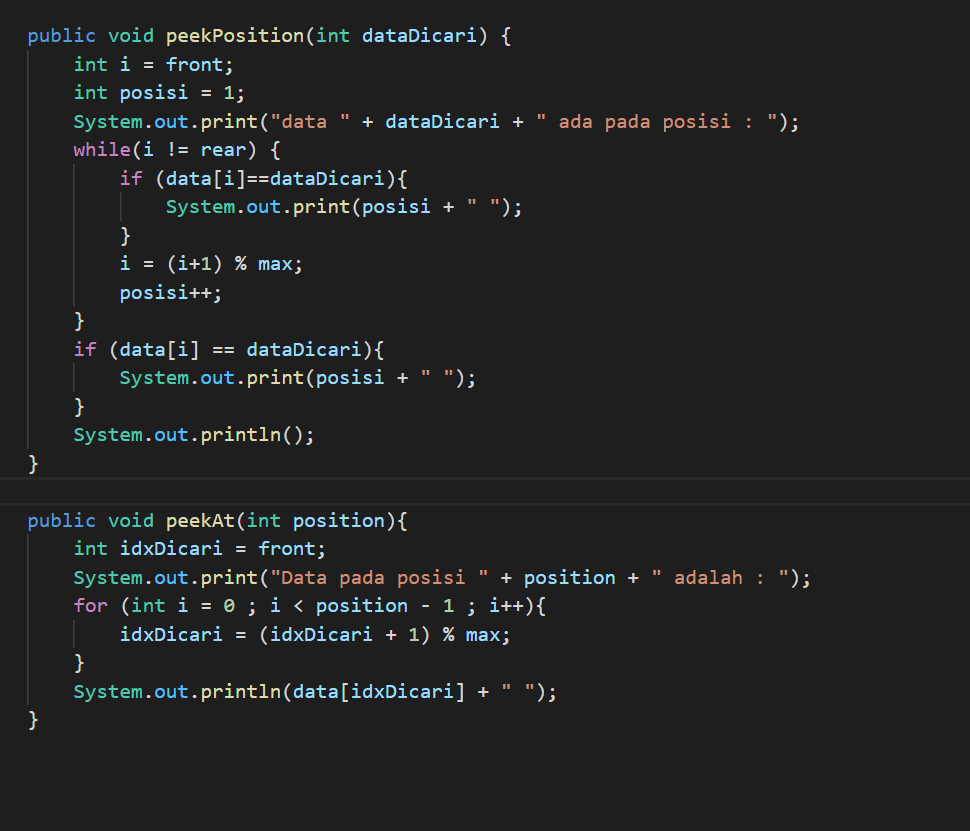 public void peekPosition(int dataDicari) {
    int i = front;
    int posisi = 1;
    System.out.print("data " + dataDicari + " ada pada posisi : ");
    while(i != rear) {
        if (data[i]==dataDicari){
            System.out.print(posisi + " ");
        }
        i = (i+1) % max;
        posisi++;
    }
    if (data[i] == dataDicari){
        System.out.print(posisi + " ");
    }
    System.out.println();
}
public void peekAt(int position){
    int idxDicari = front;
    System.out.print("Data pada posisi " + position + " adalah : ");
    for (int i = 0 ; i < position - 1 ; i++){
        idxDicari = (idxDicari + 1) % max;
    }
    System.out.println(data[idxDicari] + " ");
}